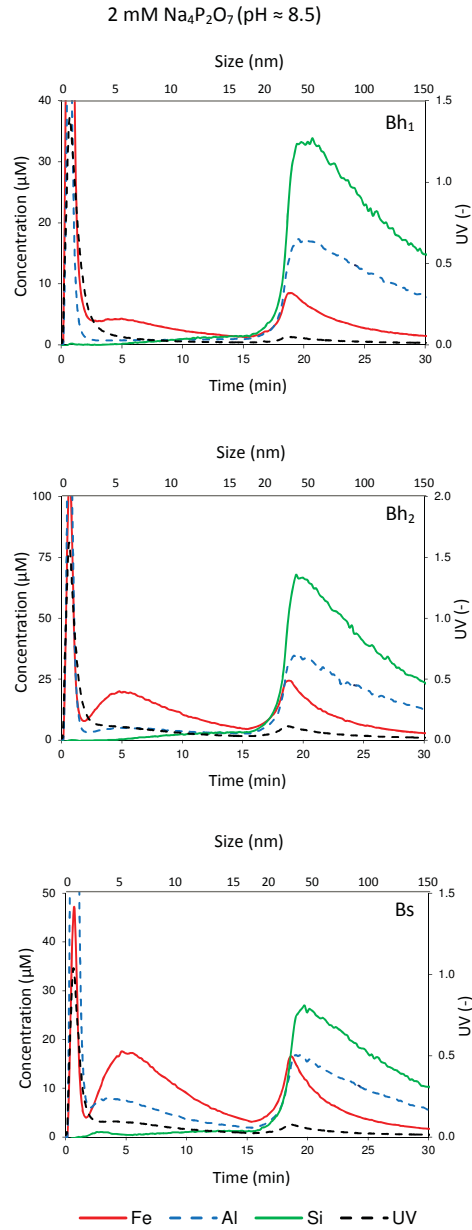 2 mM Na₄P₂O₇ (pH ≈ 8.5)
Size (nm)
0 5 10 15 20 50 100 150
40 1.5
Bh₁
30
1.0
20
0.5
10
0 0.0
Concentration (µM)
UV (-)
0 5 10 15 20 25 30
Time (min)
Size (nm)
0 5 10 15 20 50 100 150
100 2.0
Bh₂
75 1.5
50 1.0
25 0.5
0 0.0
Concentration (µM)
UV (-)
0 5 10 15 20 25 30
Time (min)
Size (nm)
0 5 10 15 20 50 100 150
50 1.5
Bs
40
1.0
30
20
0.5
10
0 0.0
Concentration (µM)
UV (-)
0 5 10 15 20 25 30
Time (min)
Fe Al Si UV